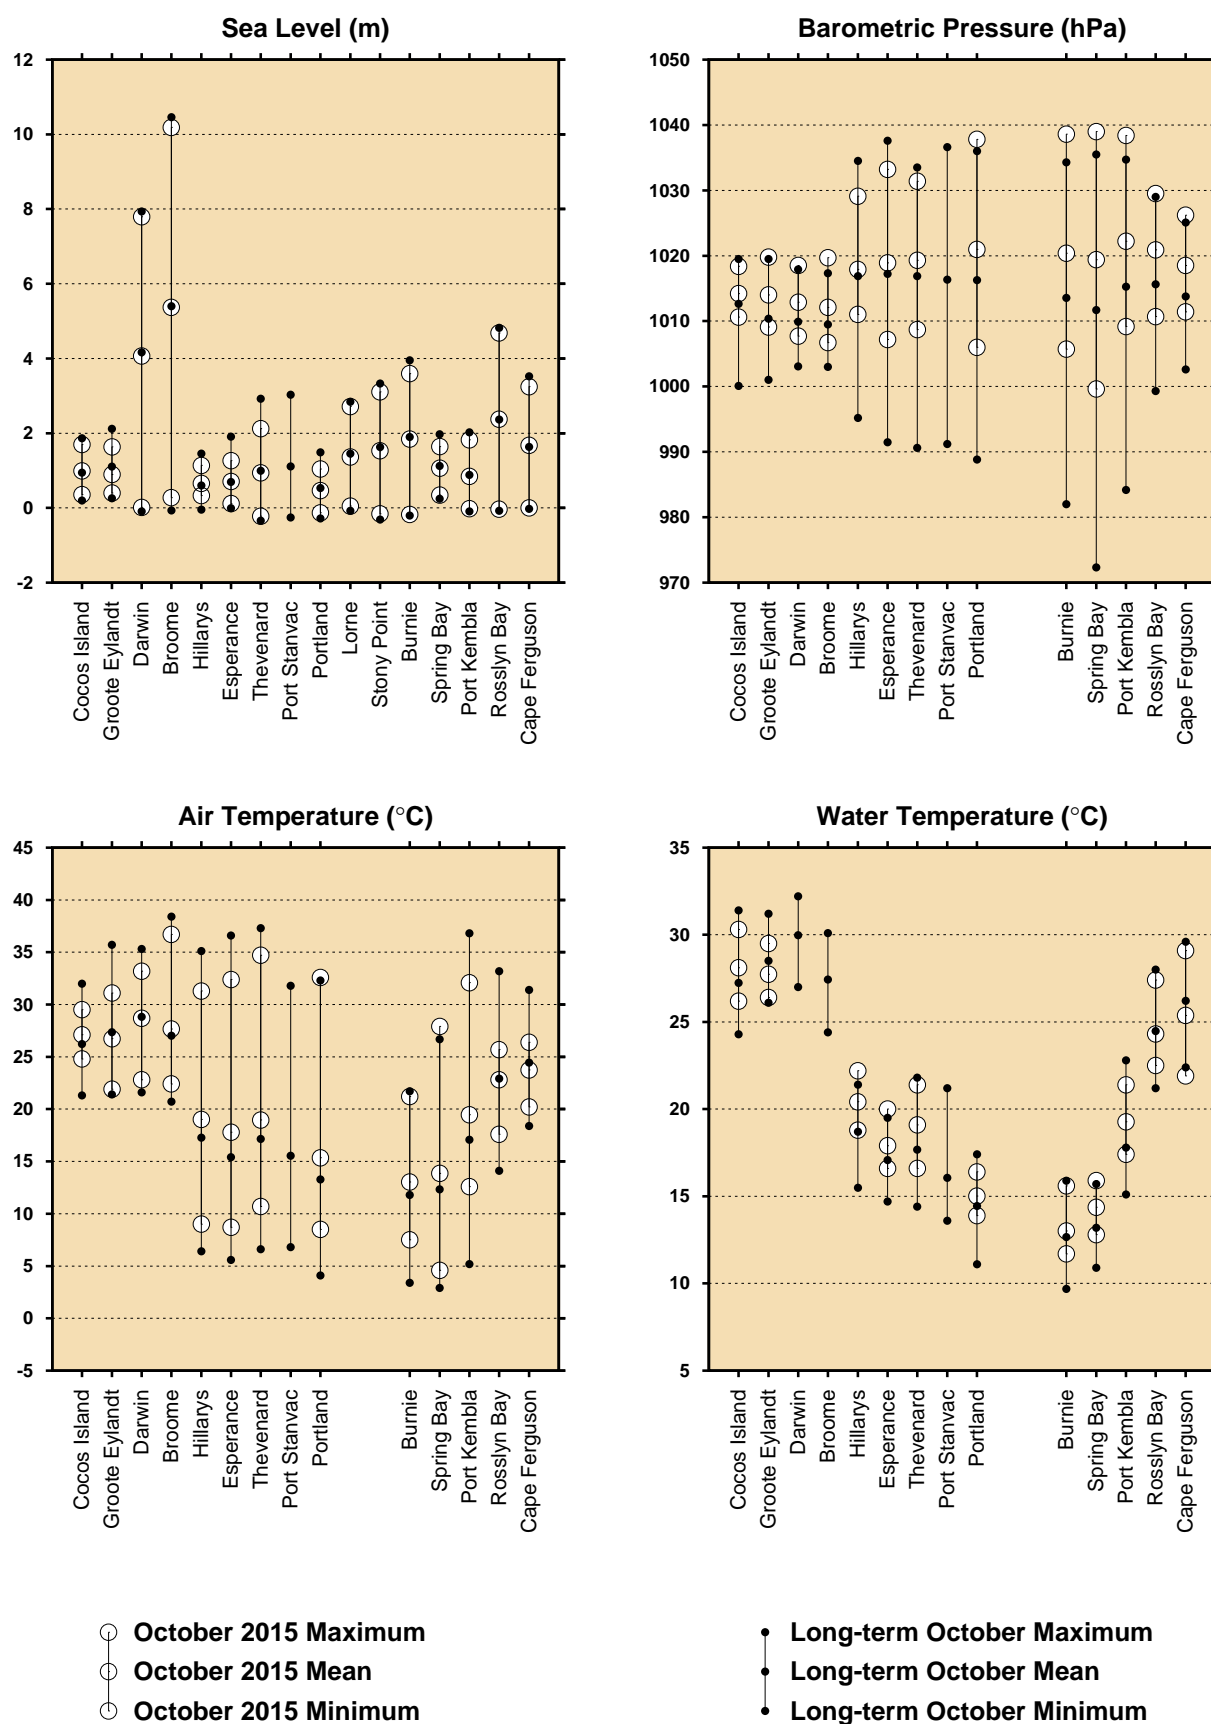 Sea Level (m)
12
10
8
6
4
2
0
-2
Cocos Island
Groote Eylandt
Darwin
Broome
Hillarys
Esperance
Thevenard
Port Stanvac
Portland
Lorne
Stony Point
Burnie
Spring Bay
Port Kembla
Rosslyn Bay
Cape Ferguson
Barometric Pressure (hPa)
1050
1040
1030
1020
1010
1000
990
980
970
Cocos Island
Groote Eylandt
Darwin
Broome
Hillarys
Esperance
Thevenard
Port Stanvac
Portland
Burnie
Spring Bay
Port Kembla
Rosslyn Bay
Cape Ferguson
Air Temperature (°C)
45
40
35
30
25
20
15
10
5
0
-5
Cocos Island
Groote Eylandt
Darwin
Broome
Hillarys
Esperance
Thevenard
Port Stanvac
Portland
Burnie
Spring Bay
Port Kembla
Rosslyn Bay
Cape Ferguson
Water Temperature (°C)
35
30
25
20
15
10
5
Cocos Island
Groote Eylandt
Darwin
Broome
Hillarys
Esperance
Thevenard
Port Stanvac
Portland
Burnie
Spring Bay
Port Kembla
Rosslyn Bay
Cape Ferguson
October 2015 Maximum
October 2015 Mean
October 2015 Minimum
Long-term October Maximum
Long-term October Mean
Long-term October Minimum